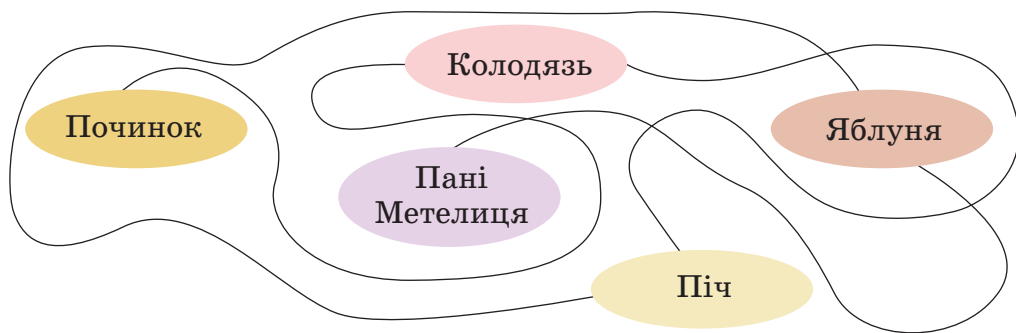 Колодязь
Починок
Яблуня
Пані
Метелиця
Піч